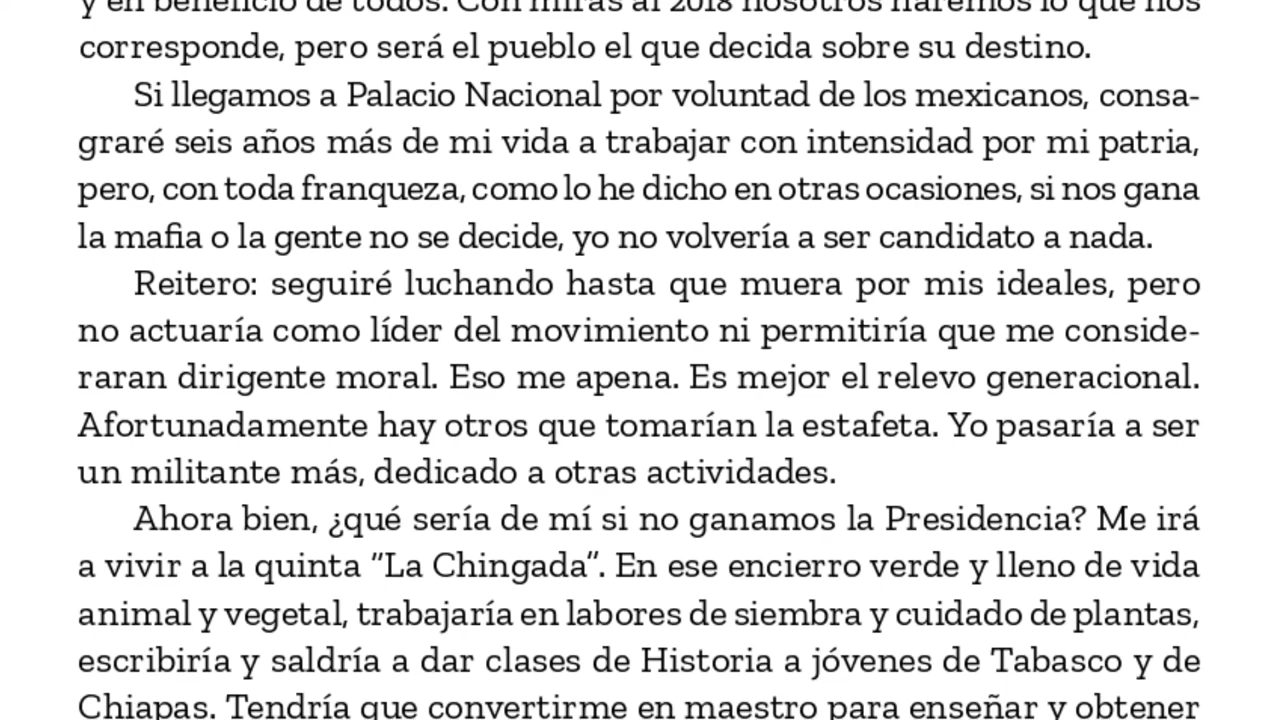 y en beneficio de todos. Con miras al 2018 nosotros haremos lo que nos
corresponde, pero será el pueblo el que decida sobre su destino.
Si llegamos a Palacio Nacional por voluntad de los mexicanos, consa-
graré seis años más de mi vida a trabajar con intensidad por mi patria,
pero, con toda franqueza, como lo he dicho en otras ocasiones, si nos gana
la mafia o la gente no se decide, yo no volvería a ser candidato a nada.
Reitero: seguiré luchando hasta que muera por mis ideales, pero
no actuaría como líder del movimiento ni permitiría que me conside-
raran dirigente moral. Eso me apena. Es mejor el relevo generacional.
Afortunadamente hay otros que tomarían la estafeta. Yo pasaría a ser
un militante más, dedicado a otras actividades.
Ahora bien, ¿qué sería de mí si no ganamos la Presidencia? Me irá
a vivir a la quinta “La Chingada”. En ese encierro verde y lleno de vida
animal y vegetal, trabajaría en labores de siembra y cuidado de plantas,
escribiría y saldría a dar clases de Historia a jóvenes de Tabasco y de
Chiapas. Tendría que convertirme en maestro para enseñar y obtener